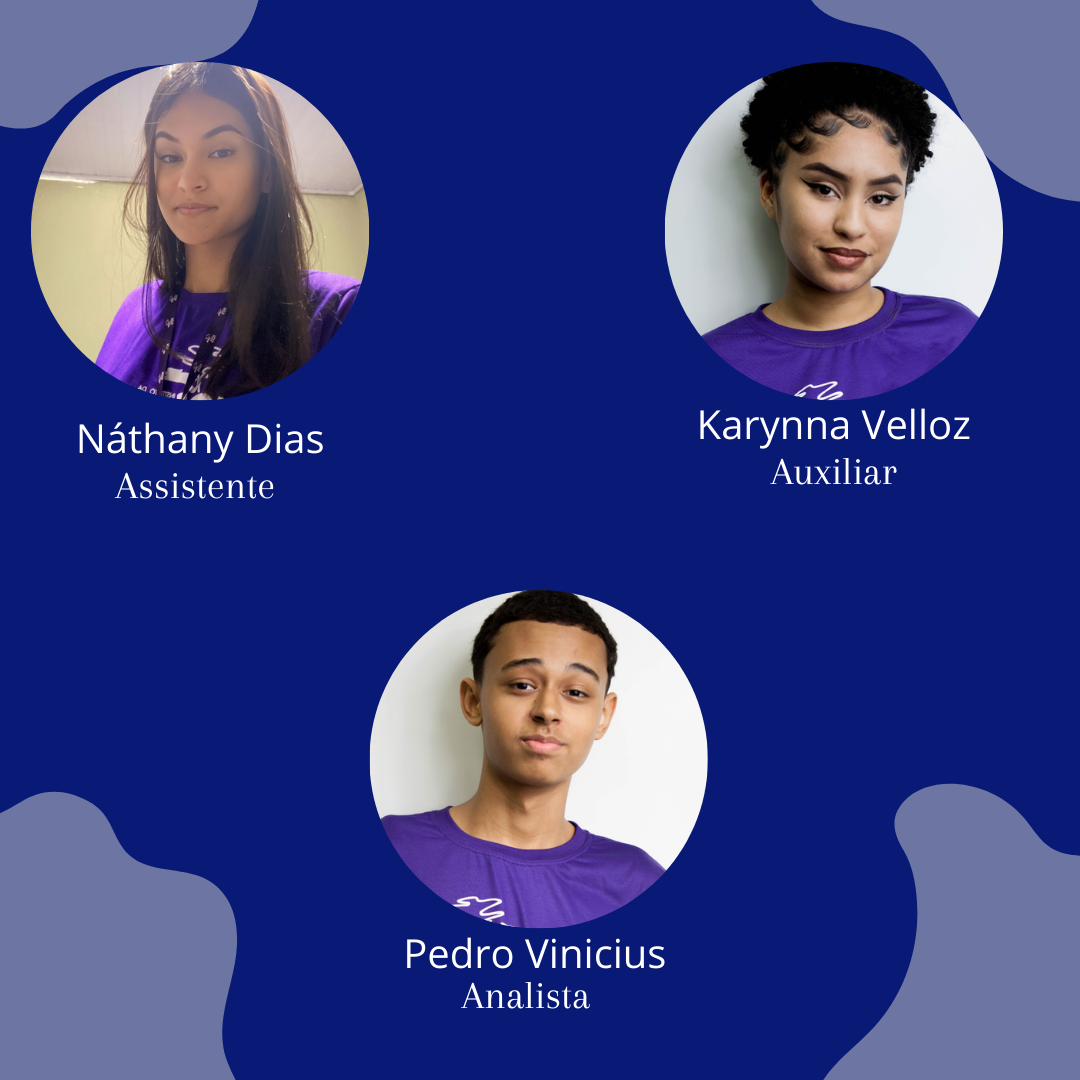 Náthany Dias
Assistente
Karynna Velloz
Auxiliar
Pedro Vinicius
Analista